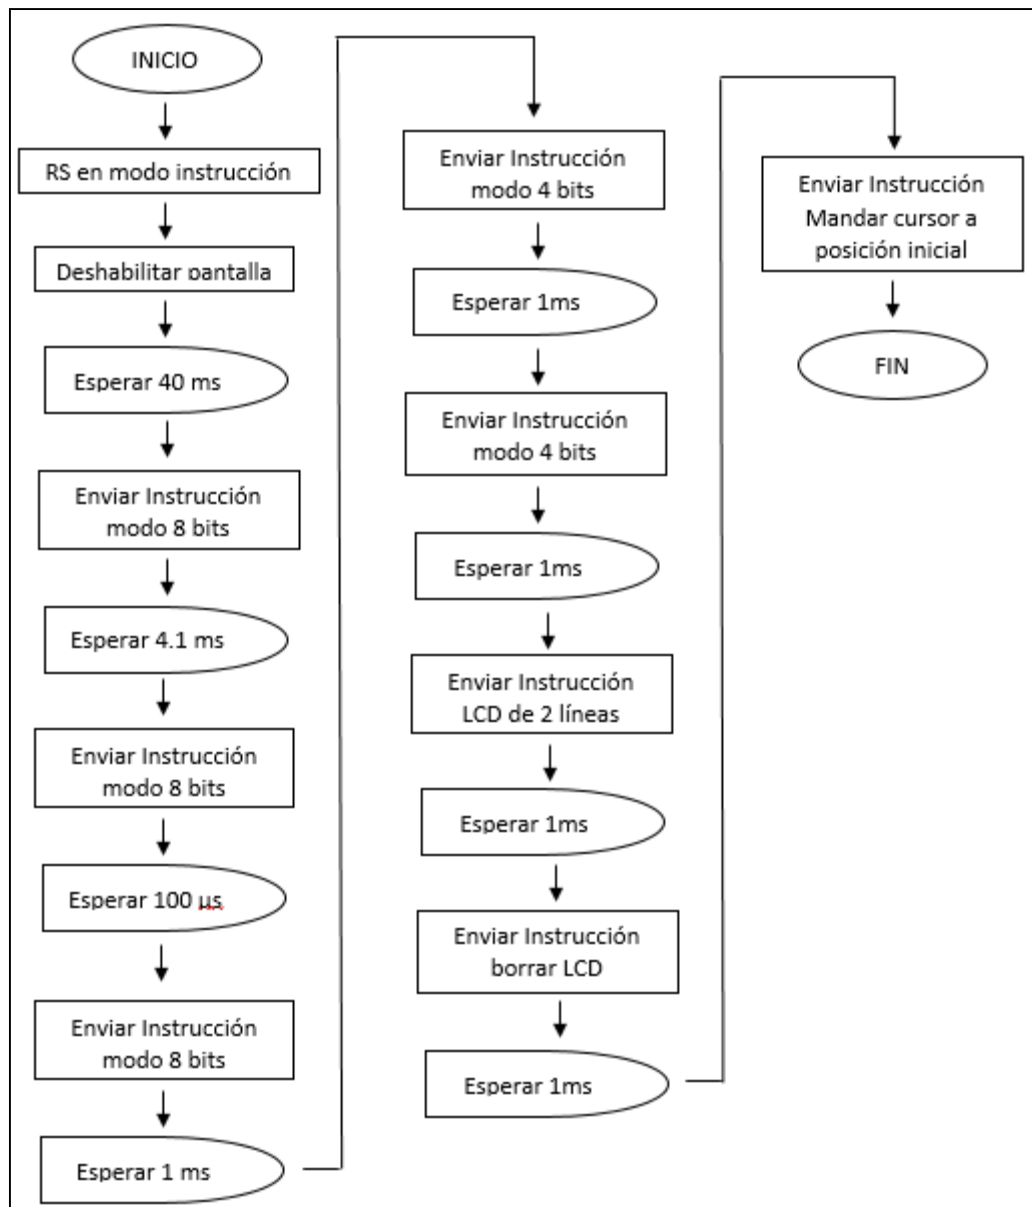 INICIO
RS en modo instrucción
Deshabilitar pantalla
Esperar 40 ms
Enviar Instrucción
modo 8 bits
Esperar 4.1 ms
Enviar Instrucción
modo 8 bits
Esperar 100 µs
Enviar Instrucción
modo 8 bits
Esperar 1 ms
Enviar Instrucción
modo 4 bits
Esperar 1ms
Enviar Instrucción
modo 4 bits
Esperar 1ms
Enviar Instrucción
LCD de 2 líneas
Esperar 1ms
Enviar Instrucción
borrar LCD
Esperar 1ms
Enviar Instrucción
Mandar cursor a
posición inicial
FIN